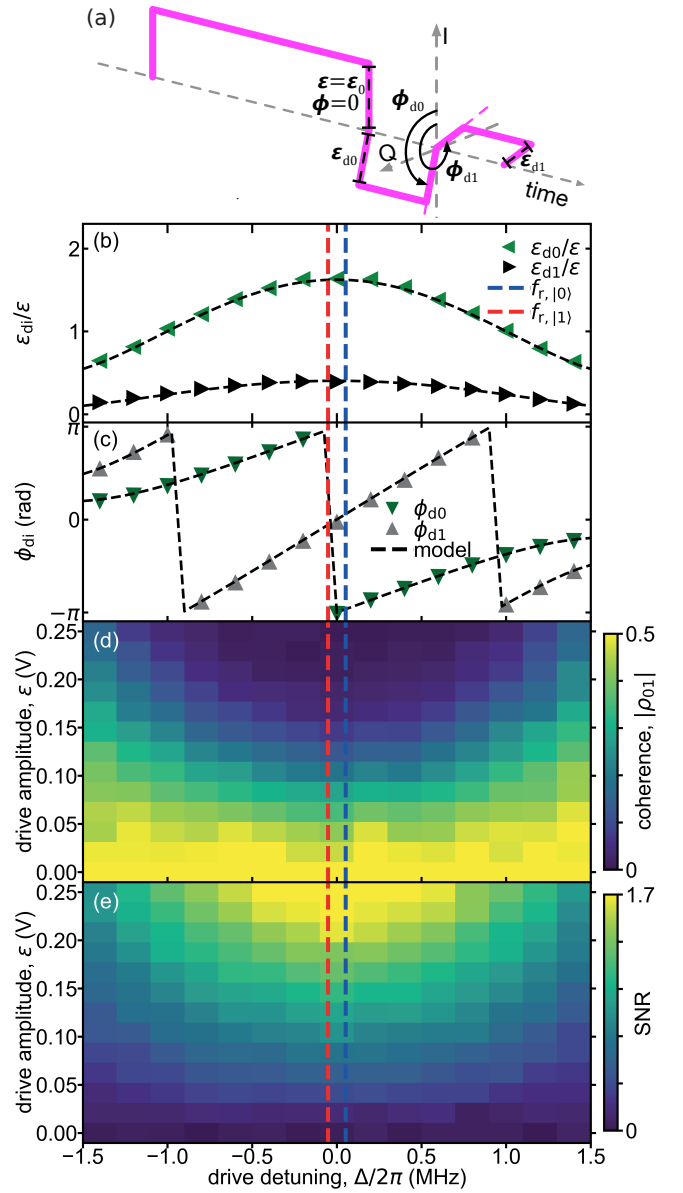 (a)
I
ε=ε₀
ϕ=0
ϕd0
εd0
Q
ϕd1
εd1
time
(b)
2
1
0
εdi/ε
εd0/ε
εd1/ε
fr,|0⟩
fr,|1⟩
(c)
π
0
−π
ϕdi (rad)
ϕd0
ϕd1
model
(d)
0.25
0.20
0.15
0.10
0.05
0.00
drive amplitude, ε (V)
0.5
0
coherence, |ρ01|
(e)
0.25
0.20
0.15
0.10
0.05
0.00
drive amplitude, ε (V)
1.7
0
SNR
−1.5 −1.0 −0.5 0.0 0.5 1.0 1.5
drive detuning, Δ/2π (MHz)